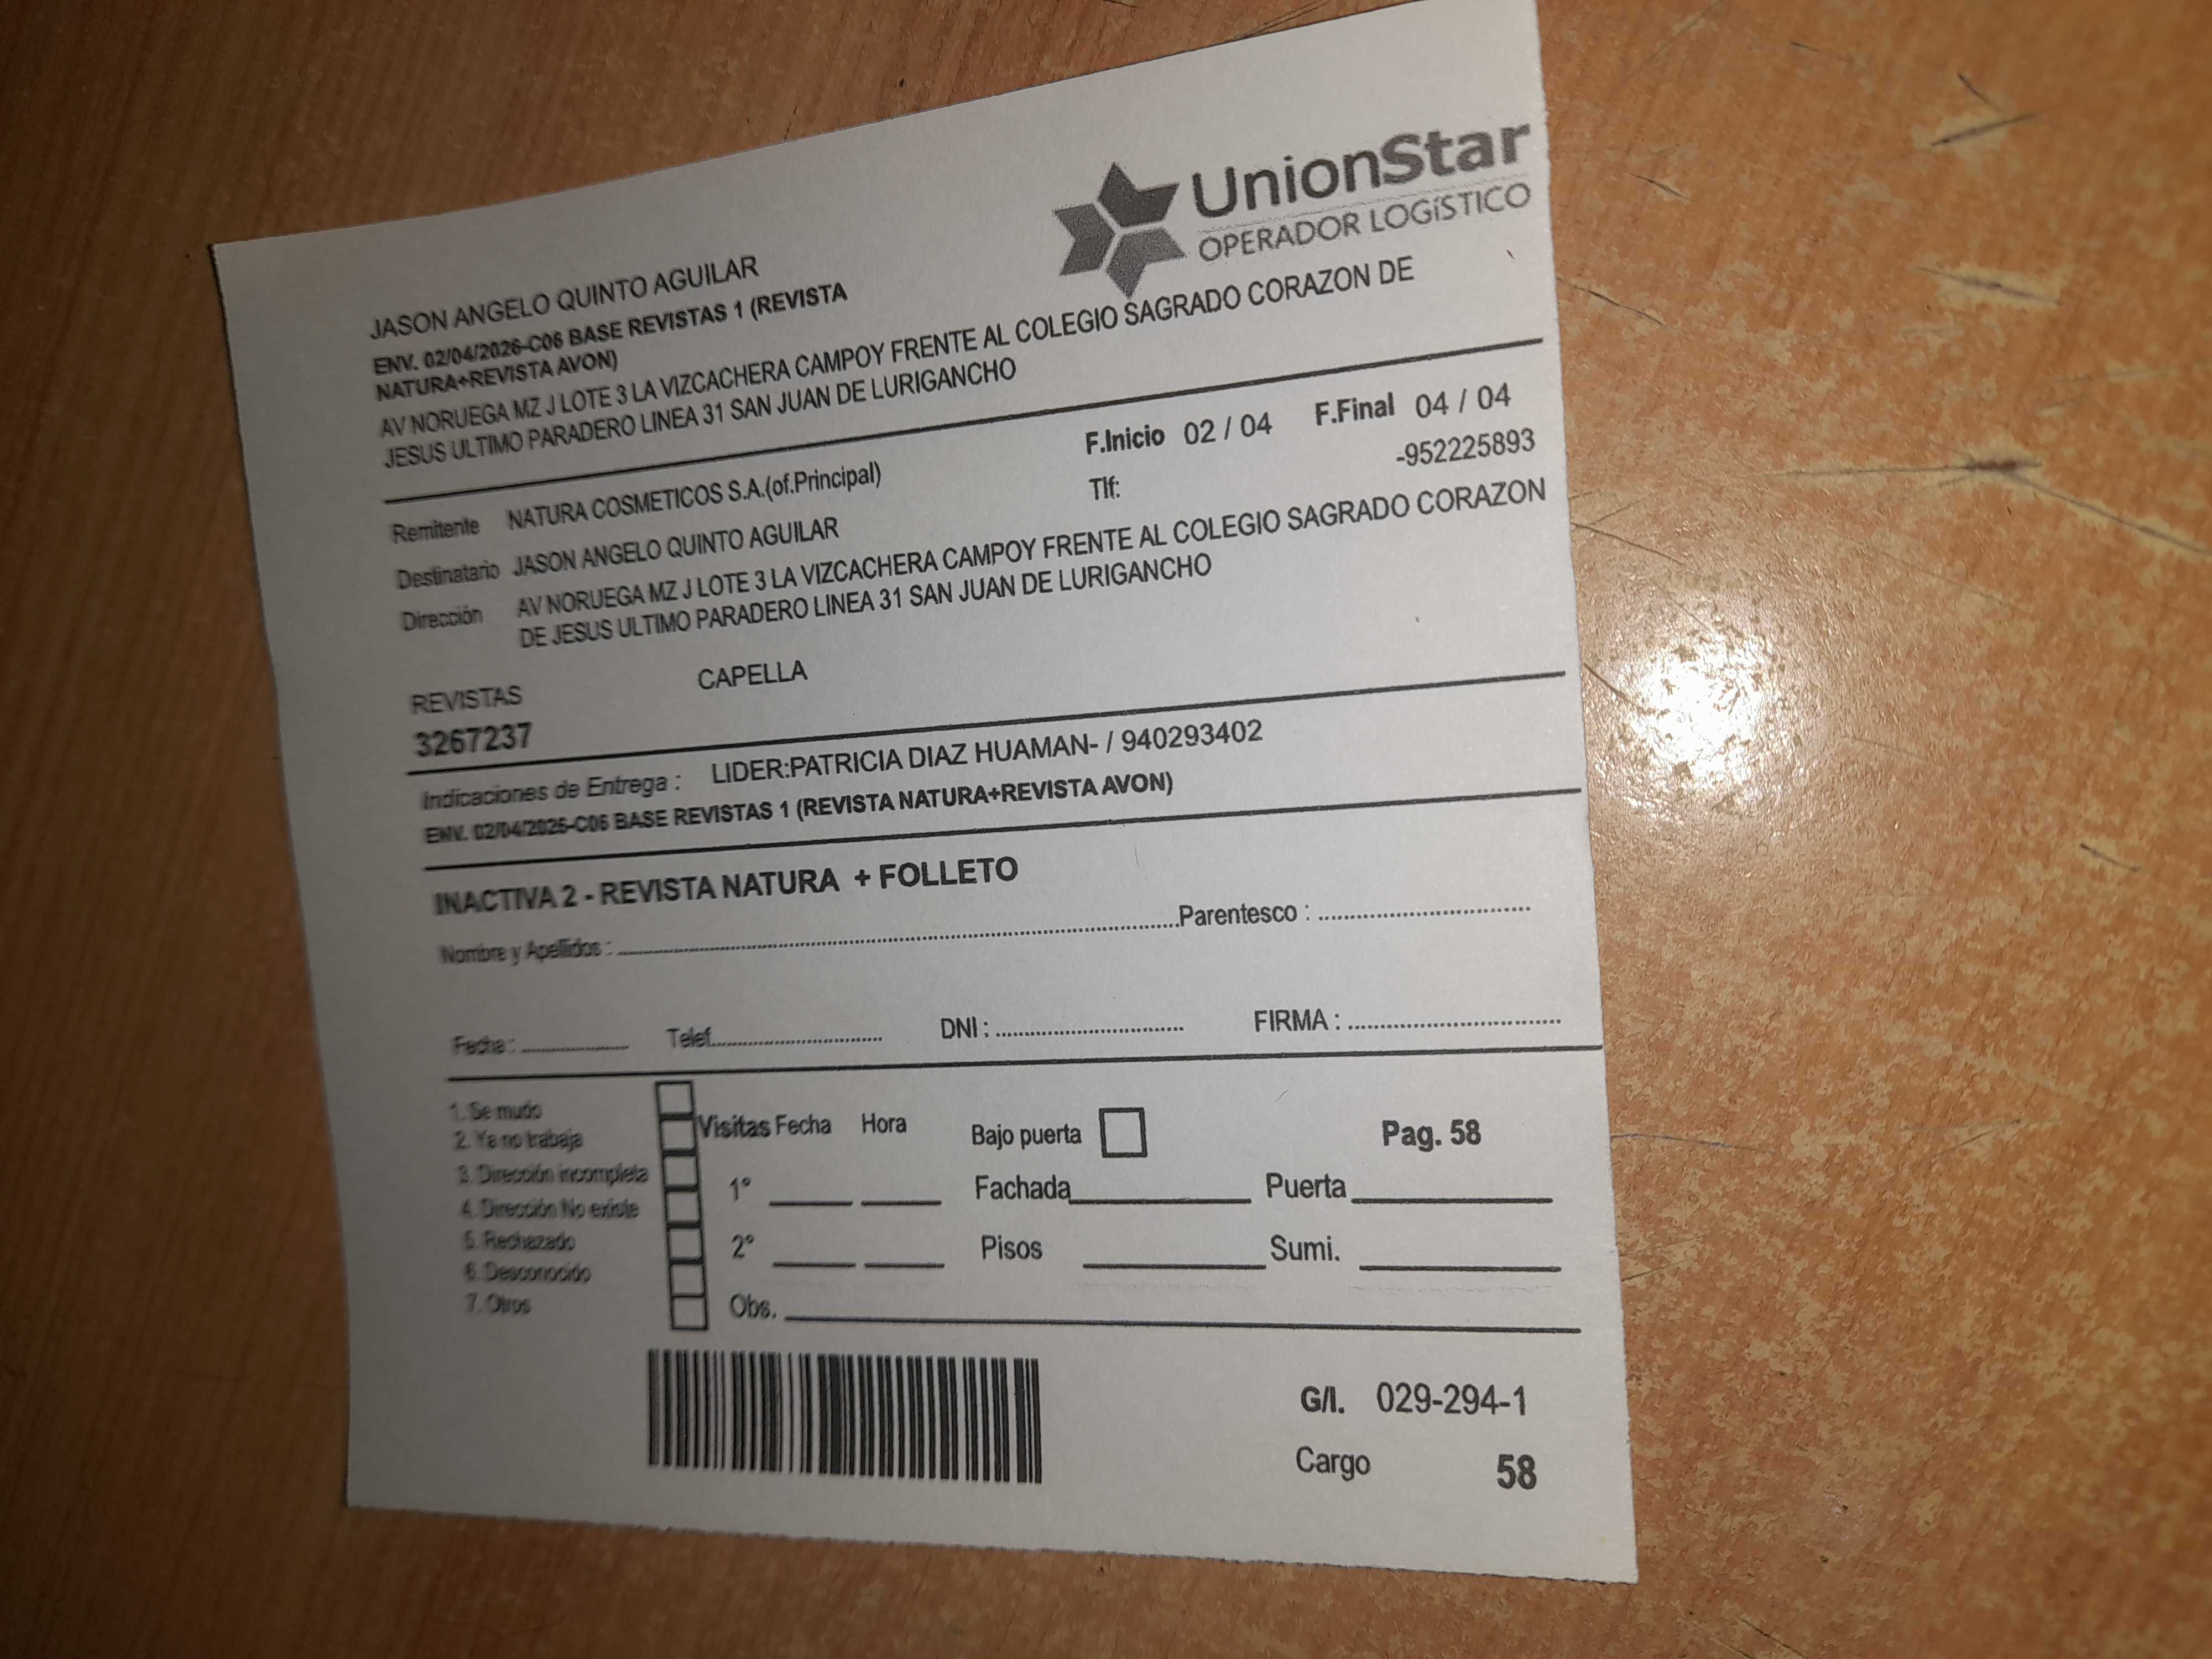 UnionStar
OPERADOR LOGíSTICO
JASON ANGELO QUINTO AGUILAR
ENV. 02/04/2026-C06 BASE REVISTAS 1 (REVISTA
NATURA+REVISTA AVON)
AV NORUEGA MZ J LOTE 3 LA VIZCACHERA CAMPOY FRENTE AL COLEGIO SAGRADO CORAZON DE
JESUS ULTIMO PARADERO LINEA 31 SAN JUAN DE LURIGANCHO
F.Inicio 02 / 04 F.Final 04 / 04
Remitente NATURA COSMETICOS S.A.(of.Principal) Tlf: -952225893
Destinatario JASON ANGELO QUINTO AGUILAR
Dirección AV NORUEGA MZ J LOTE 3 LA VIZCACHERA CAMPOY FRENTE AL COLEGIO SAGRADO CORAZON
DE JESUS ULTIMO PARADERO LINEA 31 SAN JUAN DE LURIGANCHO
REVISTAS CAPELLA
3267237
Indicaciones de Entrega : LIDER:PATRICIA DIAZ HUAMAN- / 940293402
ENV. 02/04/2026-C06 BASE REVISTAS 1 (REVISTA NATURA+REVISTA AVON)
INACTIVA 2 - REVISTA NATURA + FOLLETO
Nombre y Apellidos : Parentesco :
Fecha : Telef. DNI : FIRMA :
1. Se mudo
2. Ya no trabaja
3. Dirección incompleta
4. Dirección No existe
5. Rechazado
6. Desconocido
7. Otros
Visitas Fecha Hora Bajo puerta Pag. 58
1° Fachada Puerta
2° Pisos Sumi.
Obs.
G/I. 029-294-1
Cargo 58